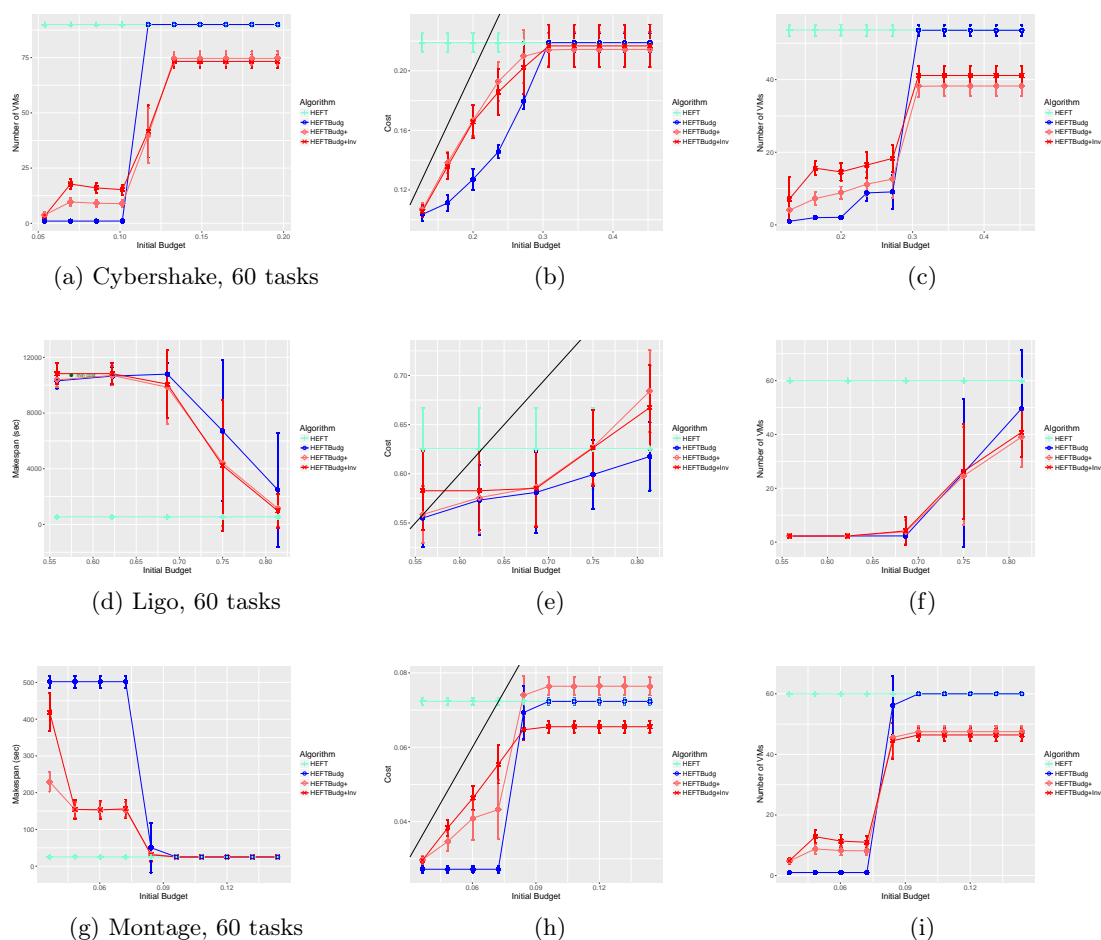 75
50
25
0
Number of VMs
0.05
0.10
0.15
0.20
Initial Budget
Algorithm
HEFT
HEFTBudg
HEFTBudg+
HEFTBudg+Inv
0.20
0.16
0.12
Cost
0.2
0.3
0.4
Initial Budget
Algorithm
HEFT
HEFTBudg
HEFTBudg+
HEFTBudg+Inv
40
20
0
Number of VMs
0.2
0.4
Initial Budget
Algorithm
HEFT
HEFTBudg
HEFTBudg+
HEFTBudg+Inv
(a) Cybershake, 60 tasks
(b)
(c)
12000
8000
4000
0
Makespan (sec)
0.55
0.60
0.65
0.70
0.75
0.80
Initial Budget
Algorithm
HEFT
HEFTBudg
HEFTBudg+
HEFTBudg+Inv
0.70
0.65
0.60
0.55
Cost
0.55
0.60
0.65
0.70
0.75
0.80
Initial Budget
Algorithm
HEFT
HEFTBudg
HEFTBudg+
HEFTBudg+Inv
60
40
20
0
Number of VMs
0.55
0.60
0.65
0.70
0.75
0.80
Initial Budget
Algorithm
HEFT
HEFTBudg
HEFTBudg+
HEFTBudg+Inv
(d) Ligo, 60 tasks
(e)
(f)
500
400
300
200
100
0
Makespan (sec)
0.06
0.09
0.12
Initial Budget
Algorithm
HEFT
HEFTBudg
HEFTBudg+
HEFTBudg+Inv
0.08
0.06
0.04
Cost
0.06
0.09
0.12
Initial Budget
Algorithm
HEFT
HEFTBudg
HEFTBudg+
HEFTBudg+Inv
60
40
20
0
Number of VMs
0.06
0.09
0.12
Initial Budget
Algorithm
HEFT
HEFTBudg
HEFTBudg+
HEFTBudg+Inv
(g) Montage, 60 tasks
(h)
(i)